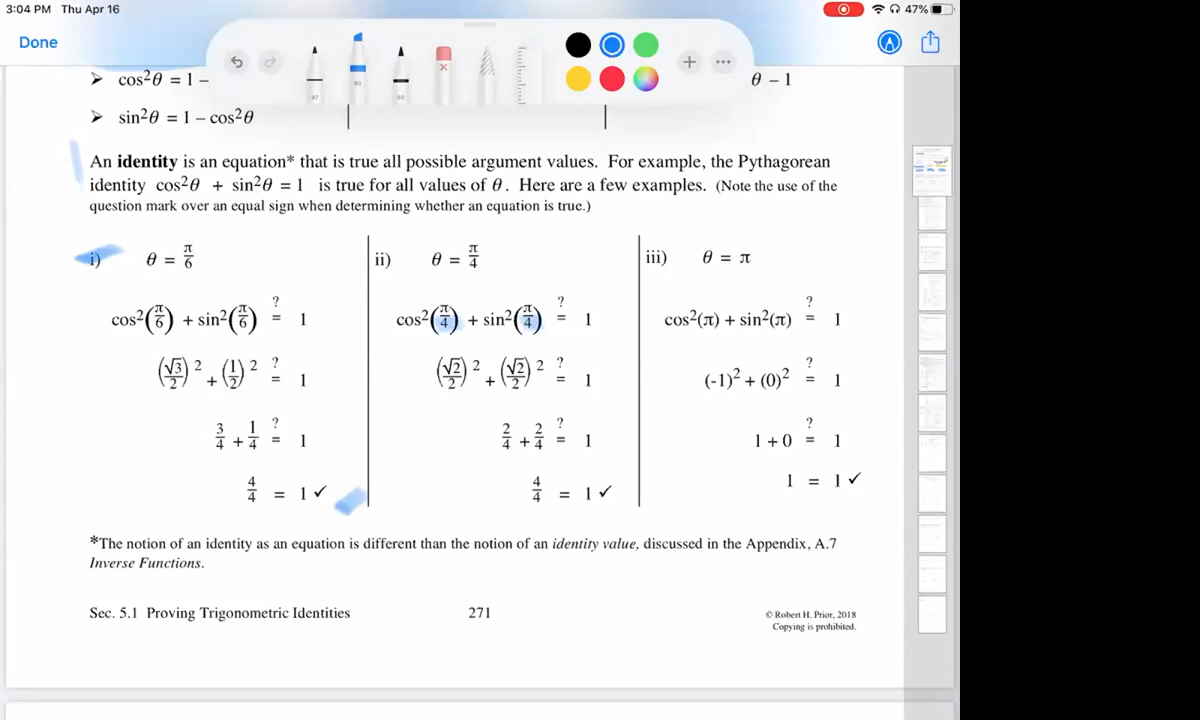 3:04 PM Thu Apr 16
47%
Done
97
80
50
➤ cos²θ = 1 –
θ – 1
➤ sin²θ = 1 – cos²θ
An identity is an equation* that is true all possible argument values. For example, the Pythagorean
identity cos²θ + sin²θ = 1 is true for all values of θ. Here are a few examples. (Note the use of the
question mark over an equal sign when determining whether an equation is true.)
i) θ = π/6
cos²(π/6) + sin²(π/6) ?= 1
(√3/2)² + (1/2)² ?= 1
3/4 + 1/4 ?= 1
4/4 = 1 ✓
ii) θ = π/4
cos²(π/4) + sin²(π/4) ?= 1
(√2/2)² + (√2/2)² ?= 1
2/4 + 2/4 ?= 1
4/4 = 1 ✓
iii) θ = π
cos²(π) + sin²(π) ?= 1
(-1)² + (0)² ?= 1
1 + 0 ?= 1
1 = 1 ✓
*The notion of an identity as an equation is different than the notion of an identity value, discussed in the Appendix, A.7
Inverse Functions.
Sec. 5.1 Proving Trigonometric Identities
271
© Robert H. Prior, 2018
Copying is prohibited.